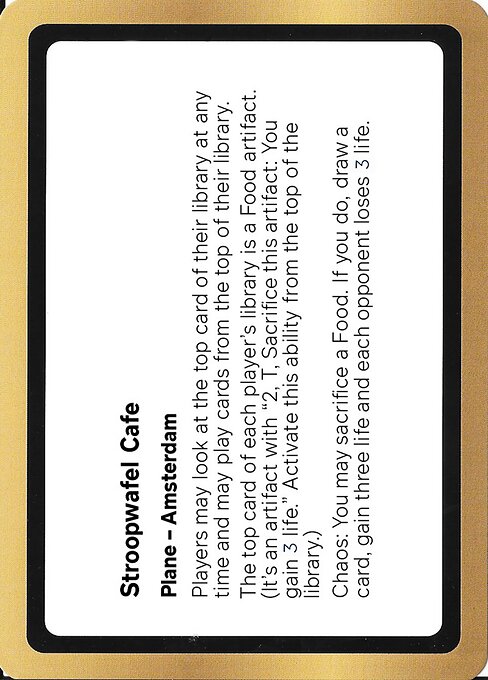 Stroopwafel Cafe
Plane – Amsterdam
Players may look at the top card of their library at any
time and may play cards from the top of their library.
The top card of each player's library is a Food artifact.
(It's an artifact with “2, T, Sacrifice this artifact: You
gain 3 life.” Activate this ability from the top of the
library.)
Chaos: You may sacrifice a Food. If you do, draw a
card, gain three life and each opponent loses 3 life.